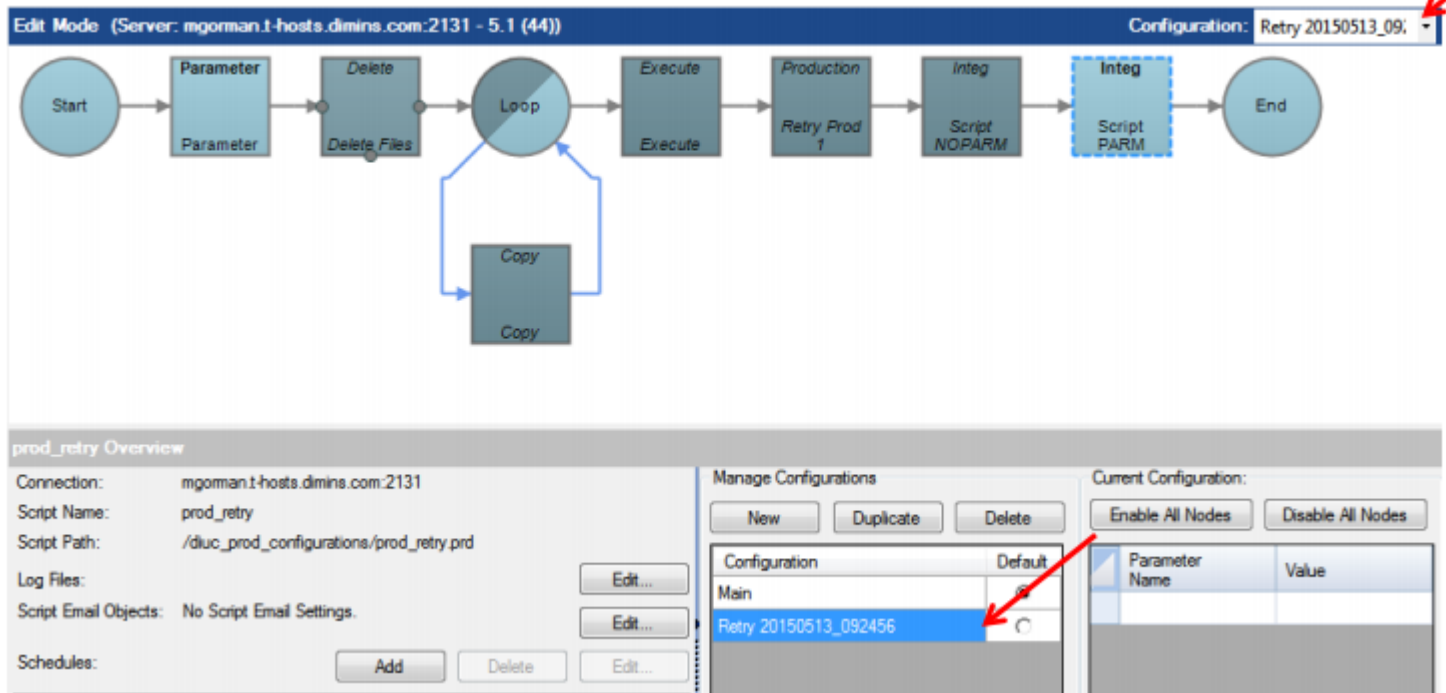 Edit Mode (Server: mgorman.t-hosts.dimins.com:2131 - 5.1 (44))
Configuration: Retry 20150513_092
Start
Parameter
Parameter
Delete
Delete Files
Loop
Execute
Execute
Production
Retry Prod
1
Integ
Script
NOPARM
Integ
Script
PARM
End
Copy
Copy
prod_retry Overview
Connection: mgorman.t-hosts.dimins.com:2131
Script Name: prod_retry
Script Path: /diuc_prod_configurations/prod_retry.prd
Log Files: Edit...
Script Email Objects: No Script Email Settings. Edit...
Schedules: Add Delete Edit...
Manage Configurations
New Duplicate Delete
Configuration Default
Main
Retry 20150513_092456
Current Configuration:
Enable All Nodes Disable All Nodes
Parameter
Name
Value